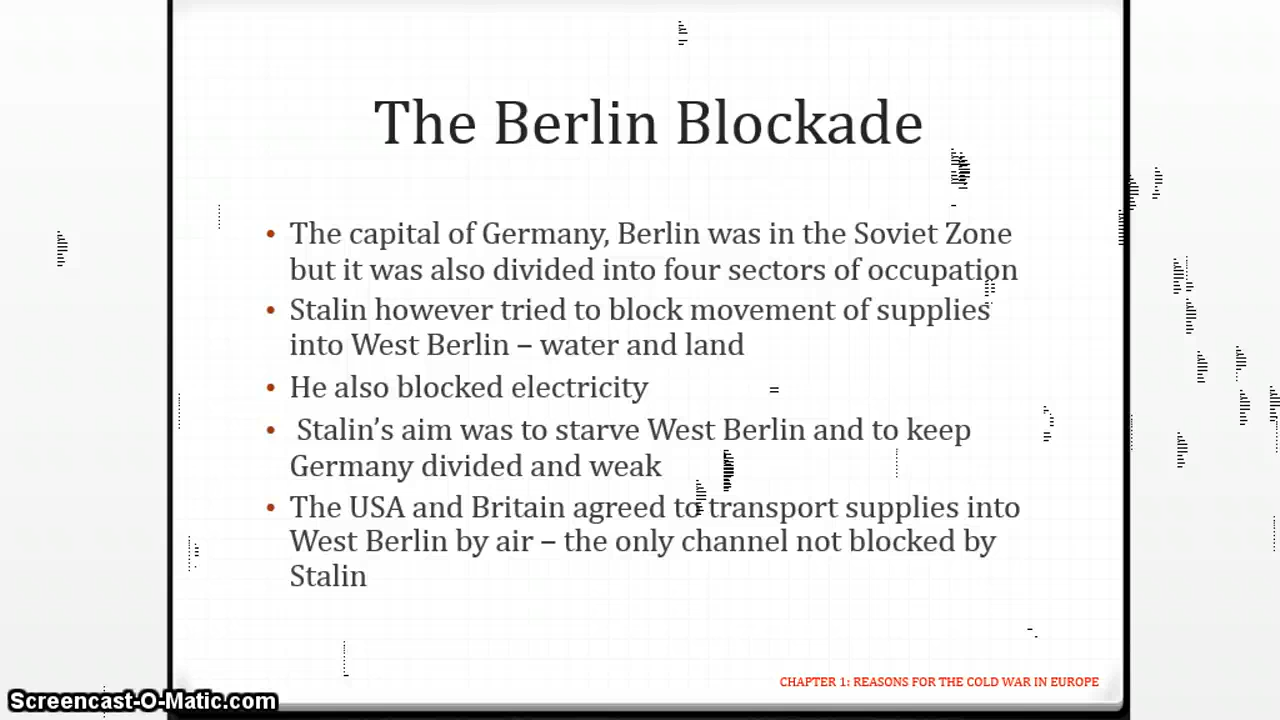 The Berlin Blockade
• The capital of Germany, Berlin was in the Soviet Zone
but it was also divided into four sectors of occupation
• Stalin however tried to block movement of supplies
into West Berlin – water and land
• He also blocked electricity
• Stalin’s aim was to starve West Berlin and to keep
Germany divided and weak
• The USA and Britain agreed to transport supplies into
West Berlin by air – the only channel not blocked by
Stalin
CHAPTER 1: REASONS FOR THE COLD WAR IN EUROPE
Screencast-O-Matic.com